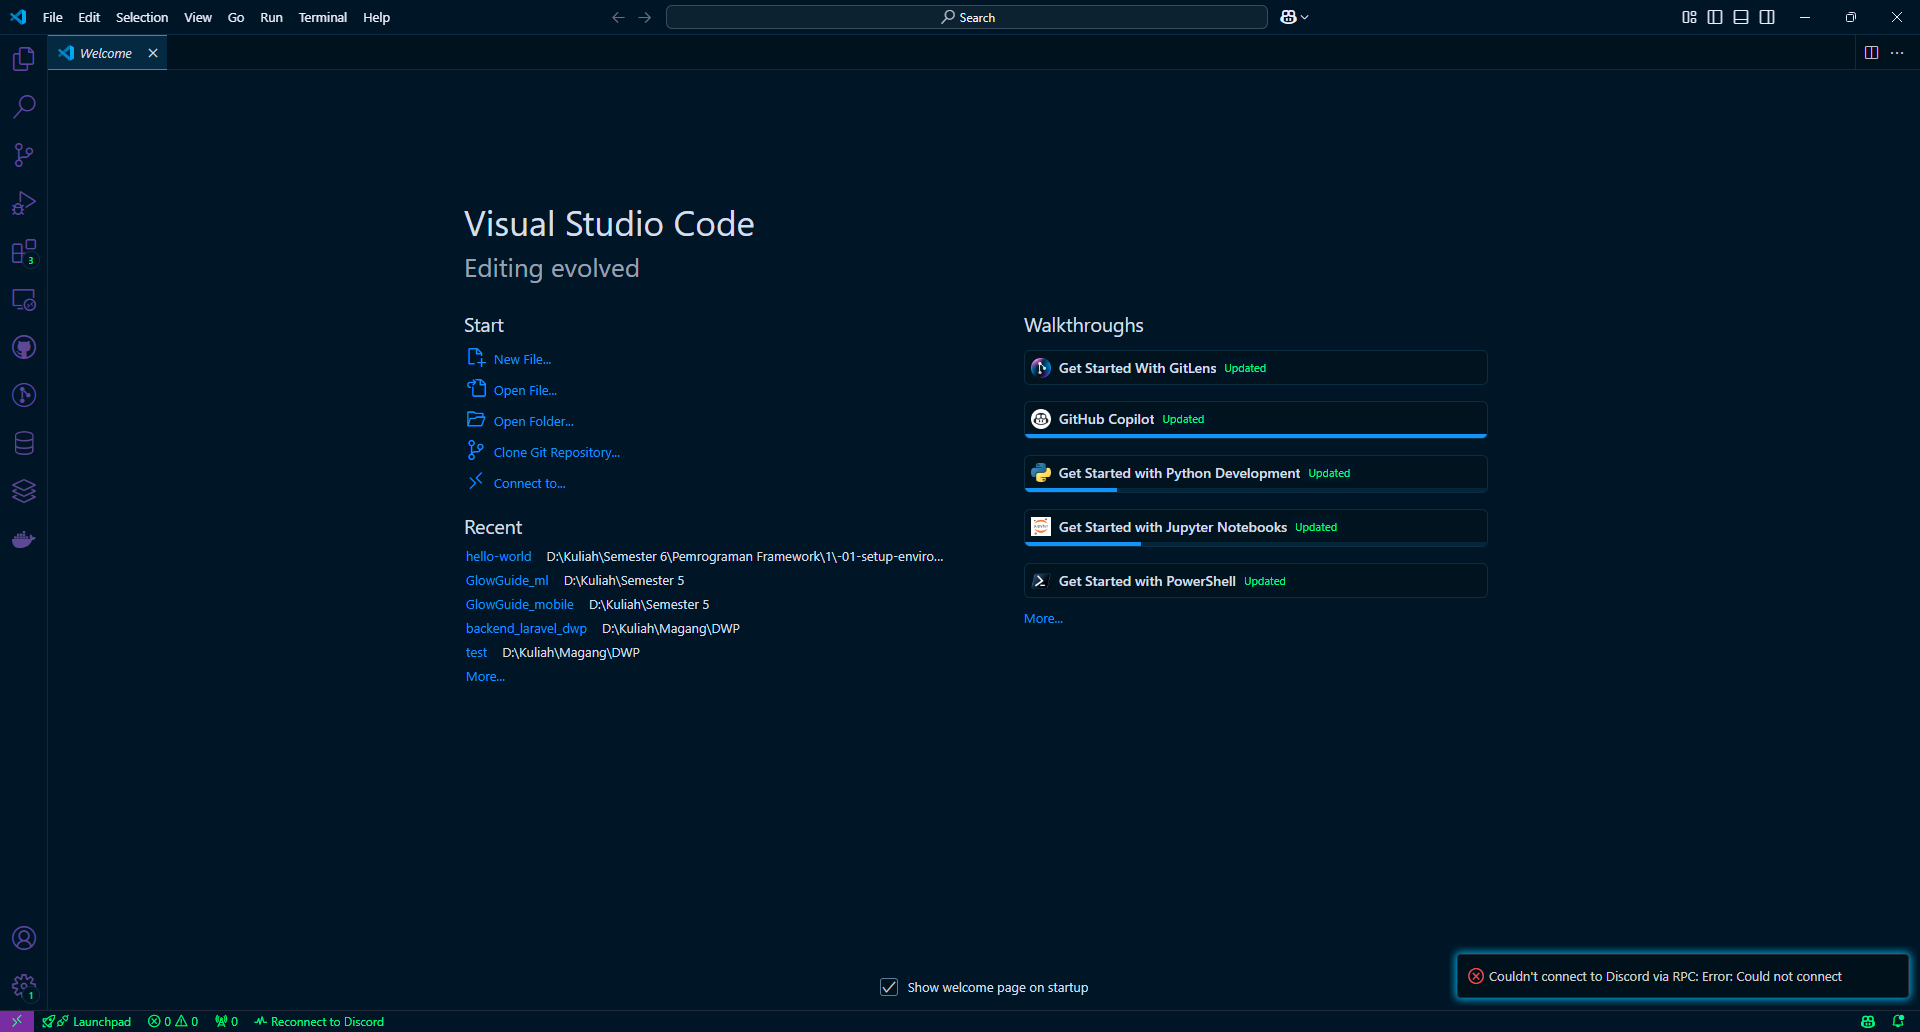 File Edit Selection View Go Run Terminal Help
Search
Welcome
Visual Studio Code
Editing evolved
Start
New File...
Open File...
Open Folder...
Clone Git Repository...
Connect to...
Recent
hello-world D:\Kuliah\Semester 6\Pemrograman Framework\1\-01-setup-enviro...
GlowGuide_ml D:\Kuliah\Semester 5
GlowGuide_mobile D:\Kuliah\Semester 5
backend_laravel_dwp D:\Kuliah\Magang\DWP
test D:\Kuliah\Magang\DWP
More...
Walkthroughs
Get Started With GitLens Updated
GitHub Copilot Updated
Get Started with Python Development Updated
Get Started with Jupyter Notebooks Updated
Get Started with PowerShell Updated
More...
3
1
Show welcome page on startup
Couldn't connect to Discord via RPC: Error: Could not connect
Launchpad 0 0 0 Reconnect to Discord